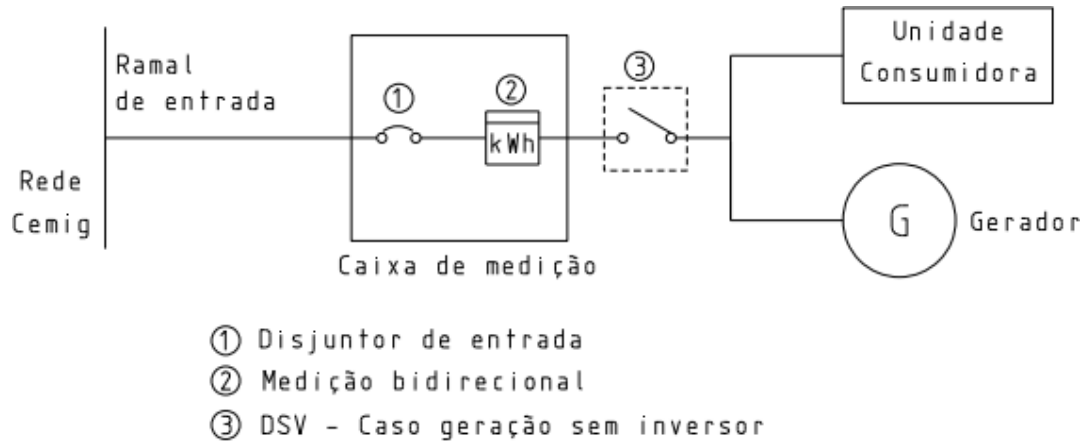 Unidade
Consumidora
Ramal
de entrada
①
②
③
kWh
Rede
Cemig
G
Gerador
Caixa de medição
① Disjuntor de entrada
② Medição bidirecional
③ DSV - Caso geração sem inversor